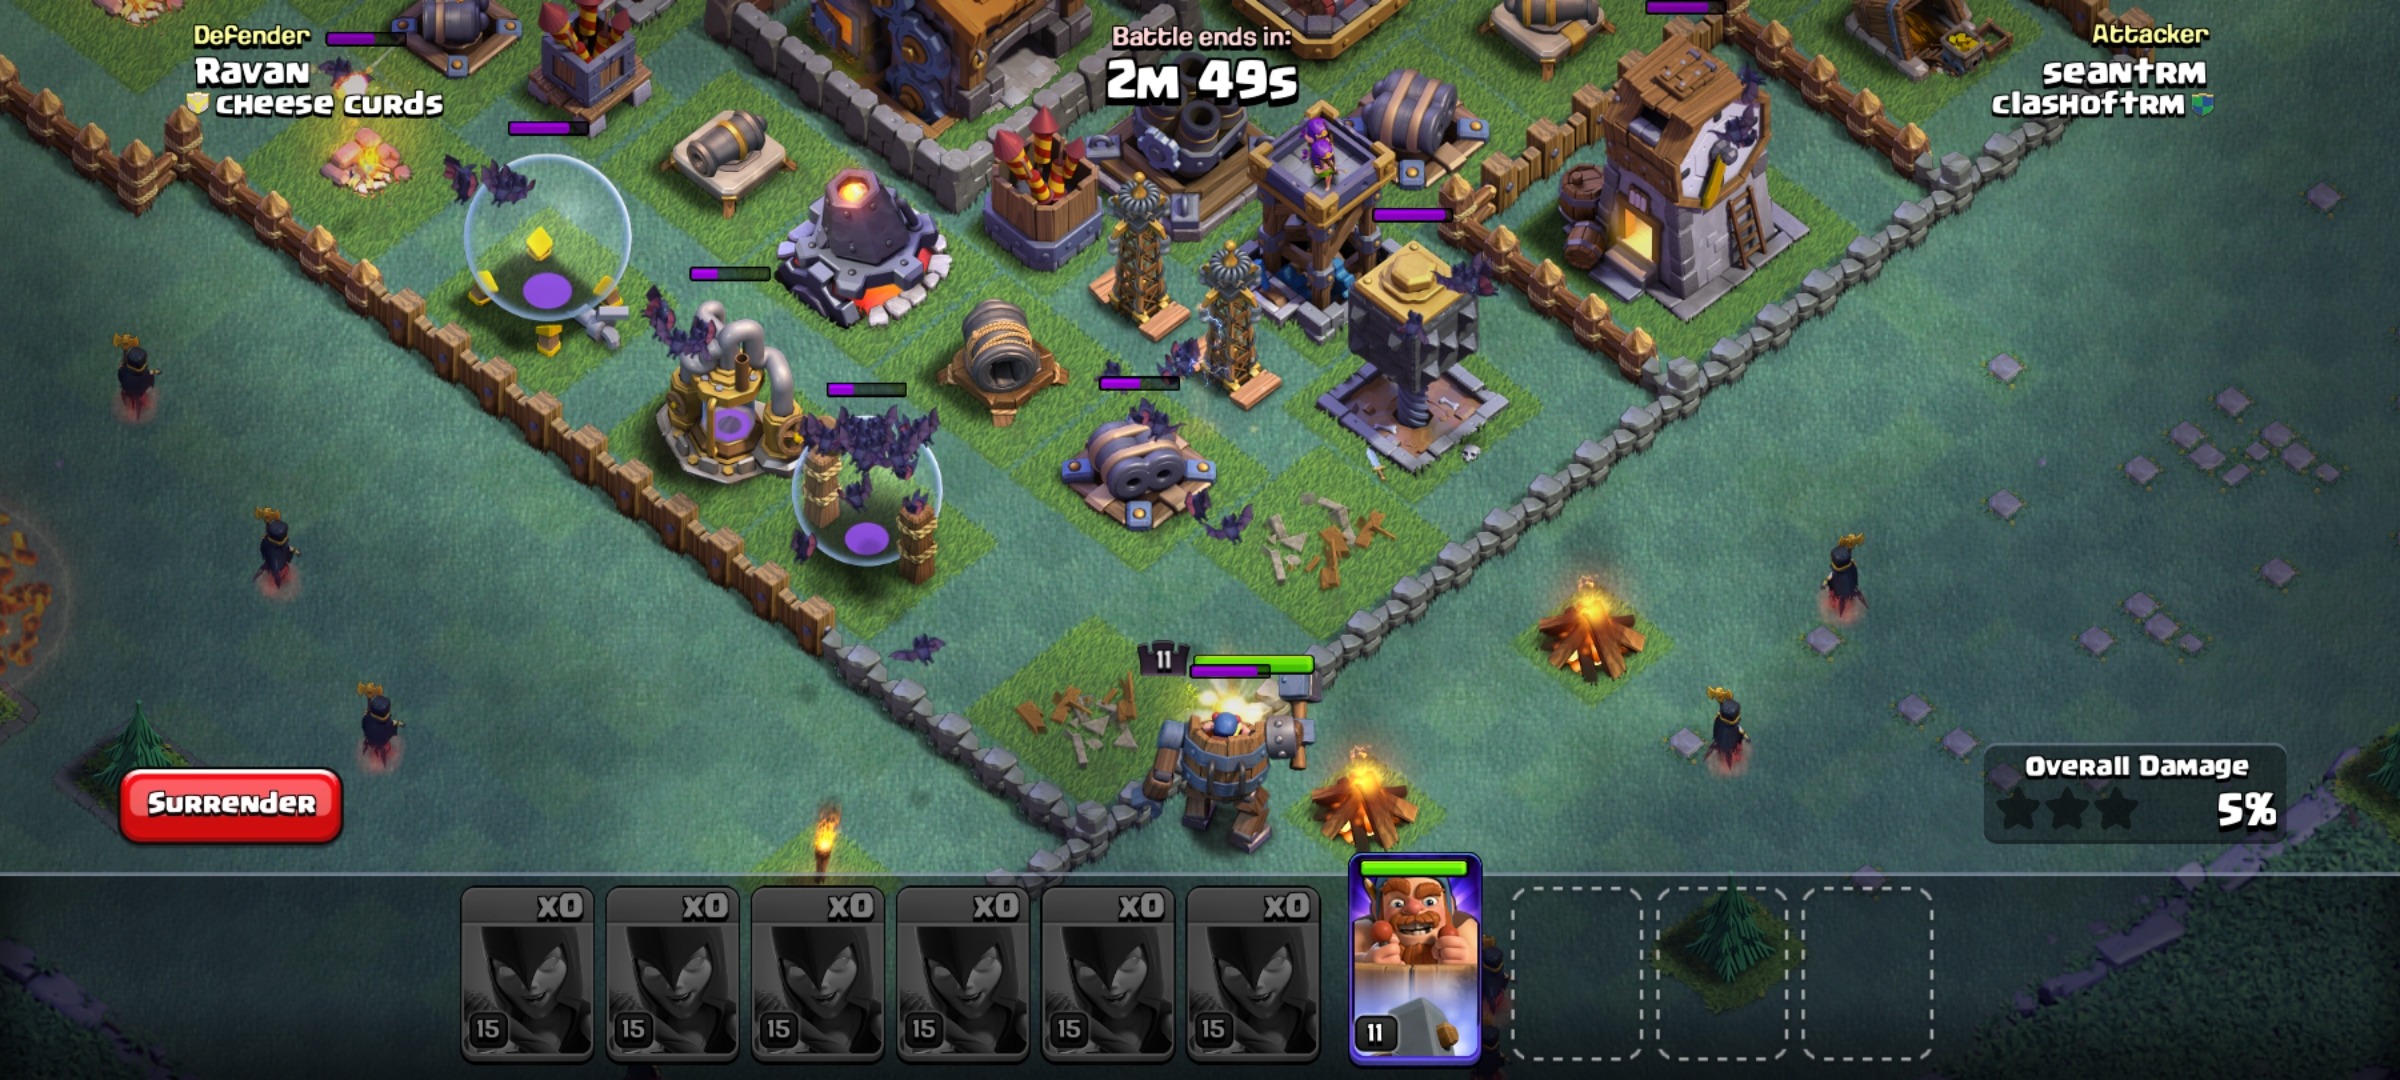 Defender
Ravan
cheese curds
Battle ends in:
2M 49s
Attacker
seantRM
clashoftRM
11
Surrender
Overall Damage
5%
x0 x0 x0 x0 x0 x0
15 15 15 15 15 15 11